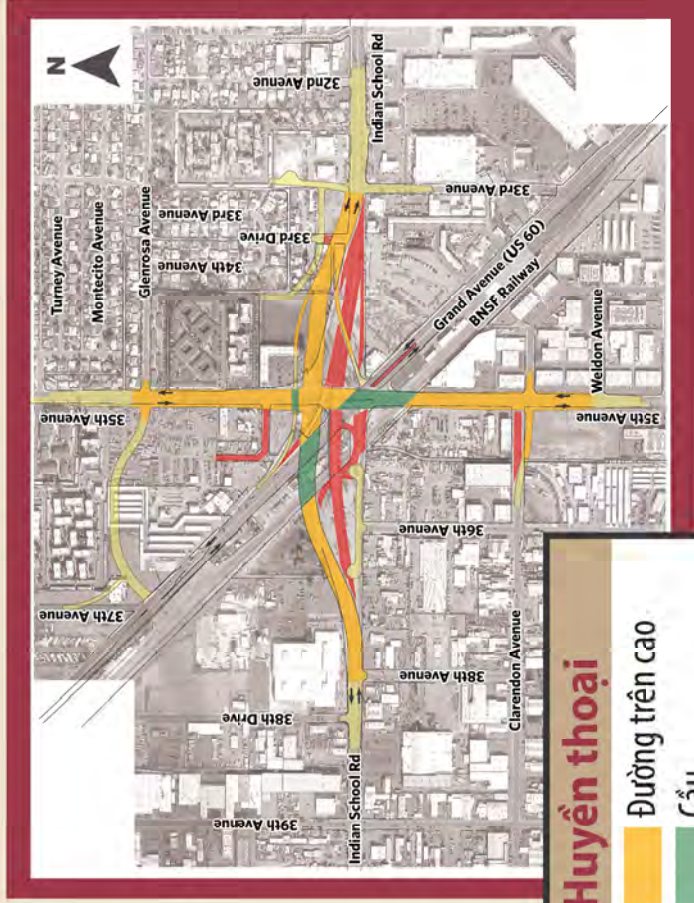 N
Turney Avenue
Montecito Avenue
Glenrosa Avenue
32nd Avenue
Indian School Rd
33rd Avenue
33rd Drive
34th Avenue
33rd Avenue
Grand Avenue (US 60)
BNSF Railway
35th Avenue
Weldon Avenue
35th Avenue
37th Avenue
36th Avenue
Clarendon Avenue
38th Avenue
38th Drive
Indian School Rd
39th Avenue
Huyền thoại
Đường trên cao
Cầu